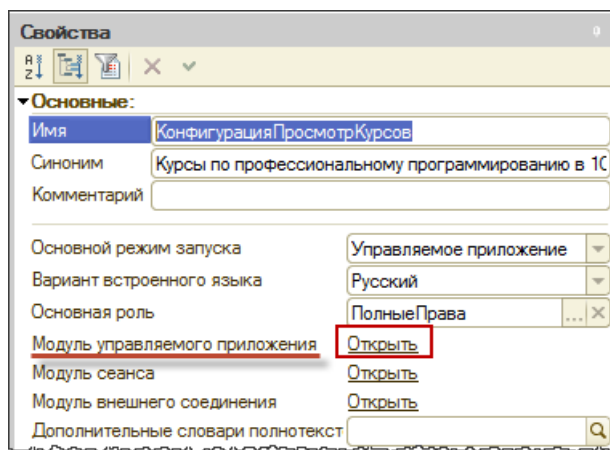 Свойства
Основные:
Имя КонфигурацияПросмотрКурсов
Синоним Курсы по профессиональному программированию в 1С
Комментарий
Основной режим запуска Управляемое приложение
Вариант встроенного языка Русский
Основная роль ПолныеПрава ...
Модуль управляемого приложения Открыть
Модуль сеанса Открыть
Модуль внешнего соединения Открыть
Дополнительные словари полнотекст